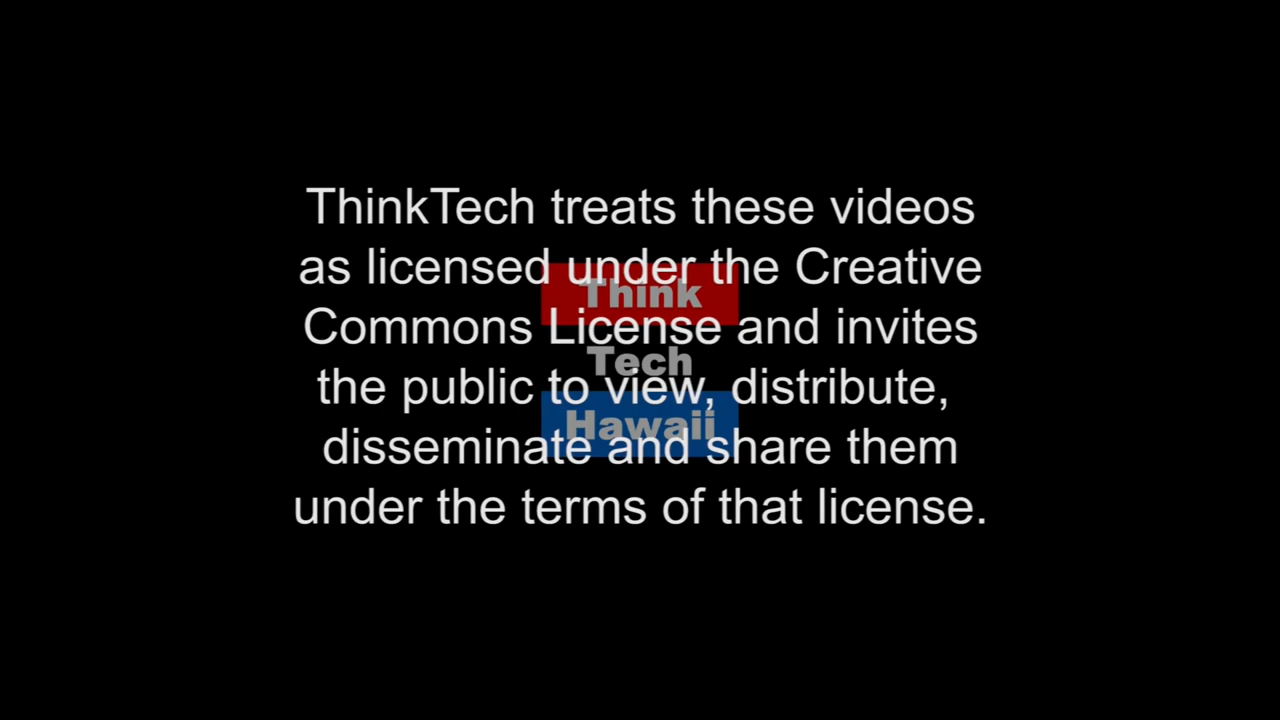 ThinkTech treats these videos
as licensed under the Creative
Think
Commons License and invites
Tech
the public to view, distribute,
Hawaii
disseminate and share them
under the terms of that license.